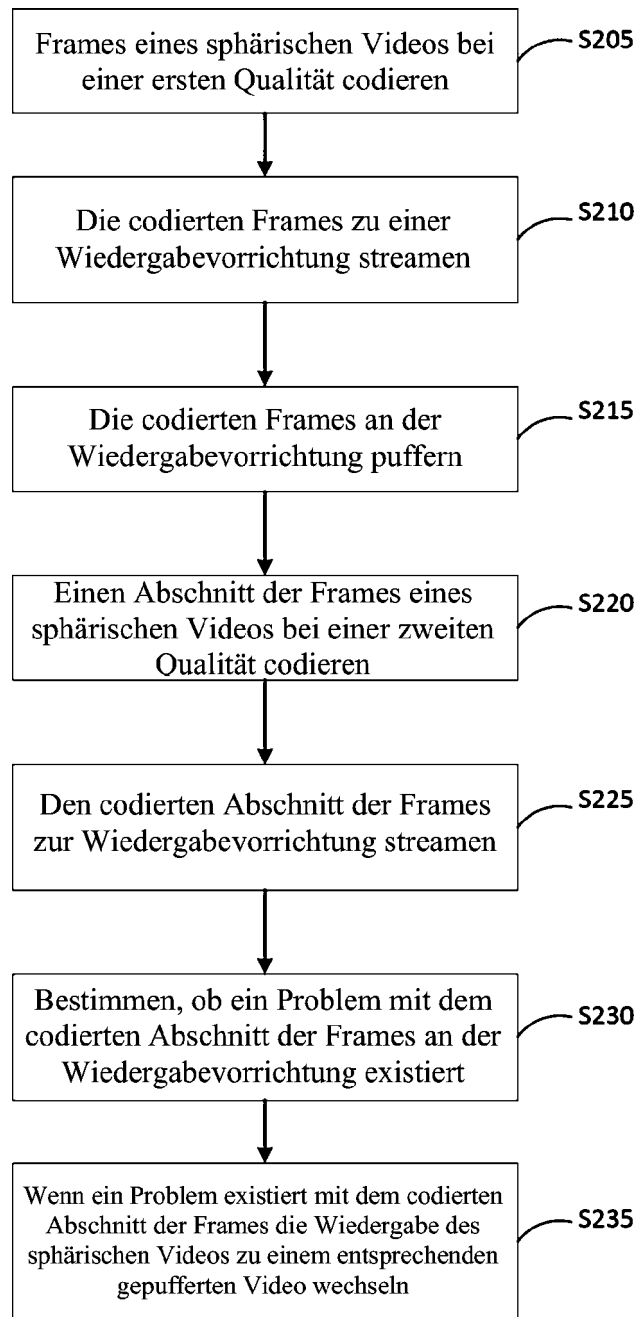 Frames eines sphärischen Videos bei
einer ersten Qualität codieren
S205
Die codierten Frames zu einer
Wiedergabevorrichtung streamen
S210
Die codierten Frames an der
Wiedergabevorrichtung puffern
S215
Einen Abschnitt der Frames eines
sphärischen Videos bei einer zweiten
Qualität codieren
S220
Den codierten Abschnitt der Frames
zur Wiedergabevorrichtung streamen
S225
Bestimmen, ob ein Problem mit dem
codierten Abschnitt der Frames an der
Wiedergabevorrichtung existiert
S230
Wenn ein Problem existiert mit dem codierten
Abschnitt der Frames die Wiedergabe des
sphärischen Videos zu einem entsprechenden
gepufferten Video wechseln
S235